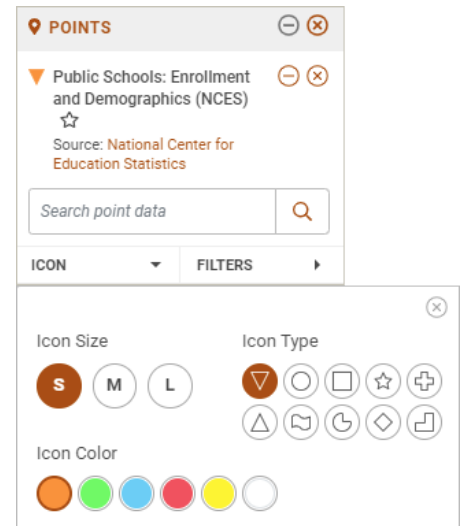 POINTS
Public Schools: Enrollment
and Demographics (NCES)
Source: National Center for
Education Statistics
Search point data
ICON FILTERS
Icon Size Icon Type
S M L
Icon Color